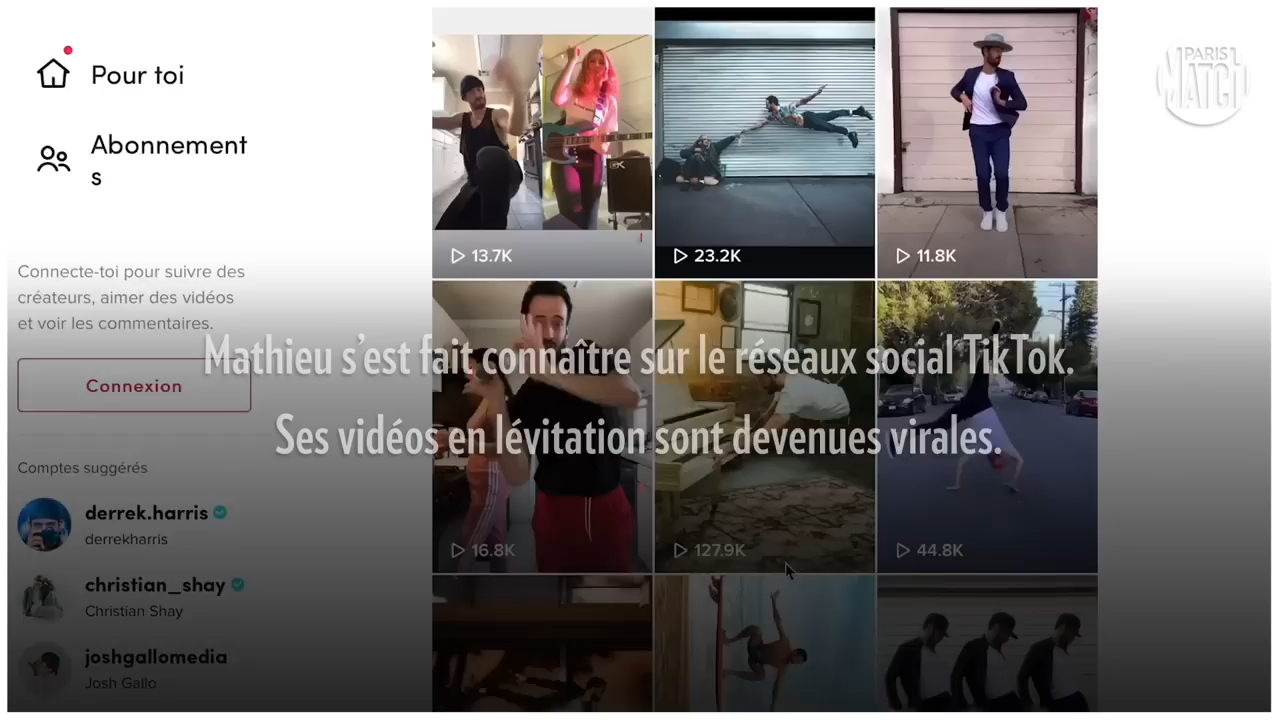 Pour toi
Abonnement
s
Connecte-toi pour suivre des
créateurs, aimer des vidéos
et voir les commentaires.
Connexion
Comptes suggérés
derrek.harris
derrekharris
christian_shay
Christian Shay
joshgallomedia
Josh Gallo
13.7K
23.2K
11.8K
16.8K
127.9K
44.8K
Mathieu s'est fait connaître sur le réseaux social TikTok.
Ses vidéos en lévitation sont devenues virales.
PARIS
MATCH